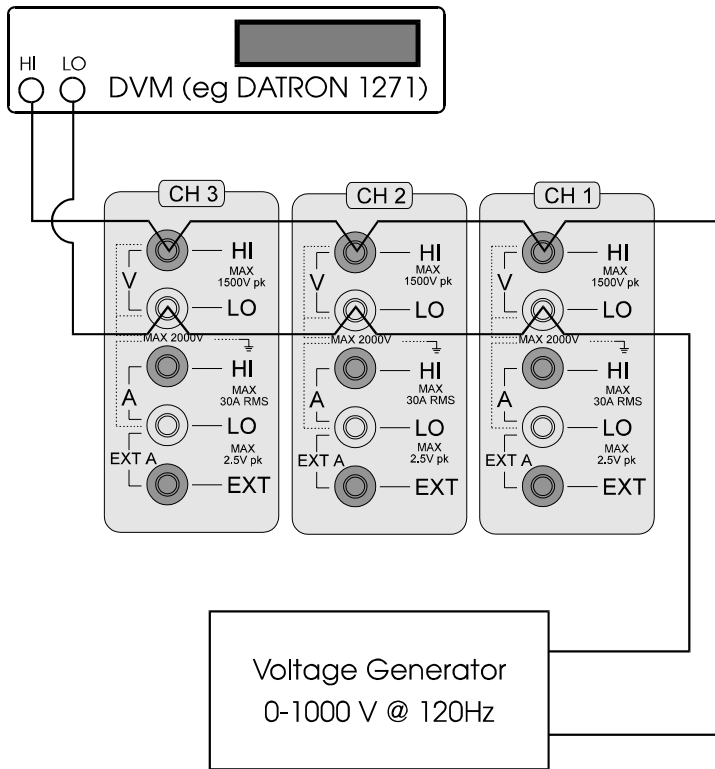 HI LO
DVM (eg DATRON 1271)
CH 3
V
HI
MAX
1500V pk
LO
MAX 2000V
A
HI
MAX
30A RMS
LO
EXT A
MAX
2.5V pk
EXT
CH 2
V
HI
MAX
1500V pk
LO
MAX 2000V
A
HI
MAX
30A RMS
LO
EXT A
MAX
2.5V pk
EXT
CH 1
V
HI
MAX
1500V pk
LO
MAX 2000V
A
HI
MAX
30A RMS
LO
EXT A
MAX
2.5V pk
EXT
Voltage Generator
0-1000 V @ 120Hz